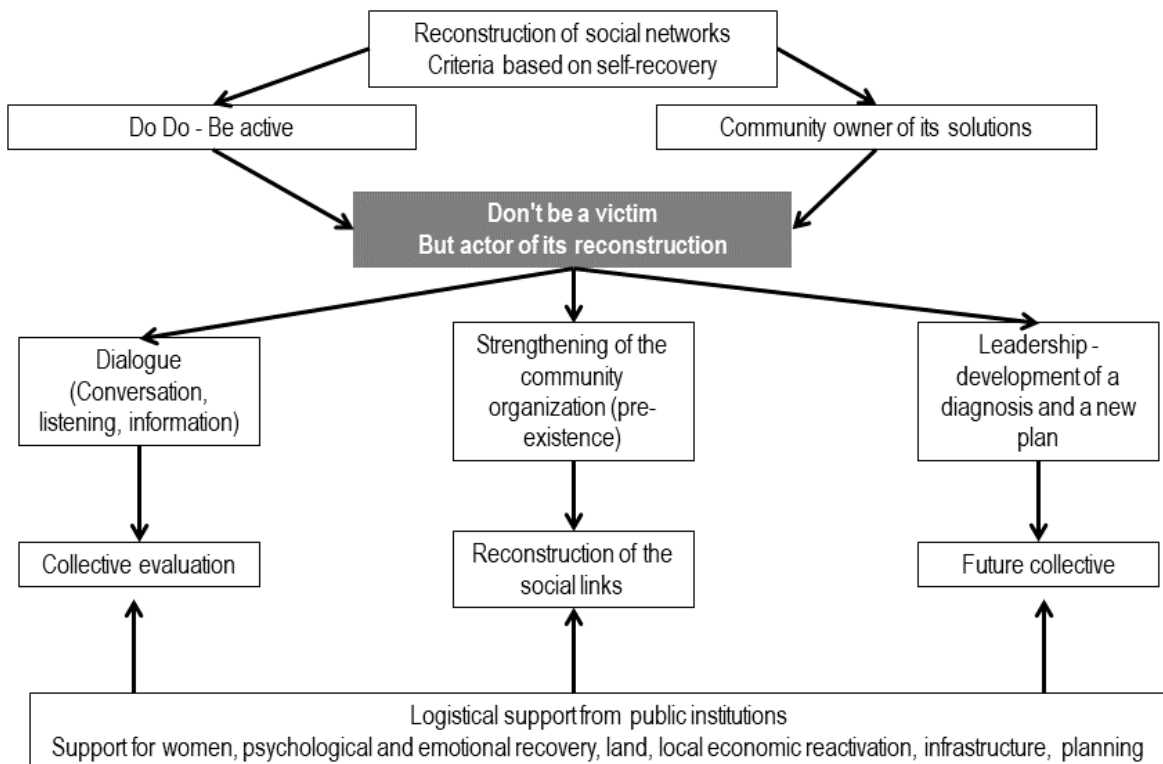 Reconstruction of social networks
Criteria based on self-recovery
Do Do - Be active
Community owner of its solutions
Don't be a victim
But actor of its reconstruction
Dialogue
(Conversation,
listening, information)
Strengthening of the
community
organization (pre-
existence)
Leadership -
development of a
diagnosis and a new
plan
Collective evaluation
Reconstruction of the
social links
Future collective
Logistical support from public institutions
Support for women, psychological and emotional recovery, land, local economic reactivation, infrastructure, planning